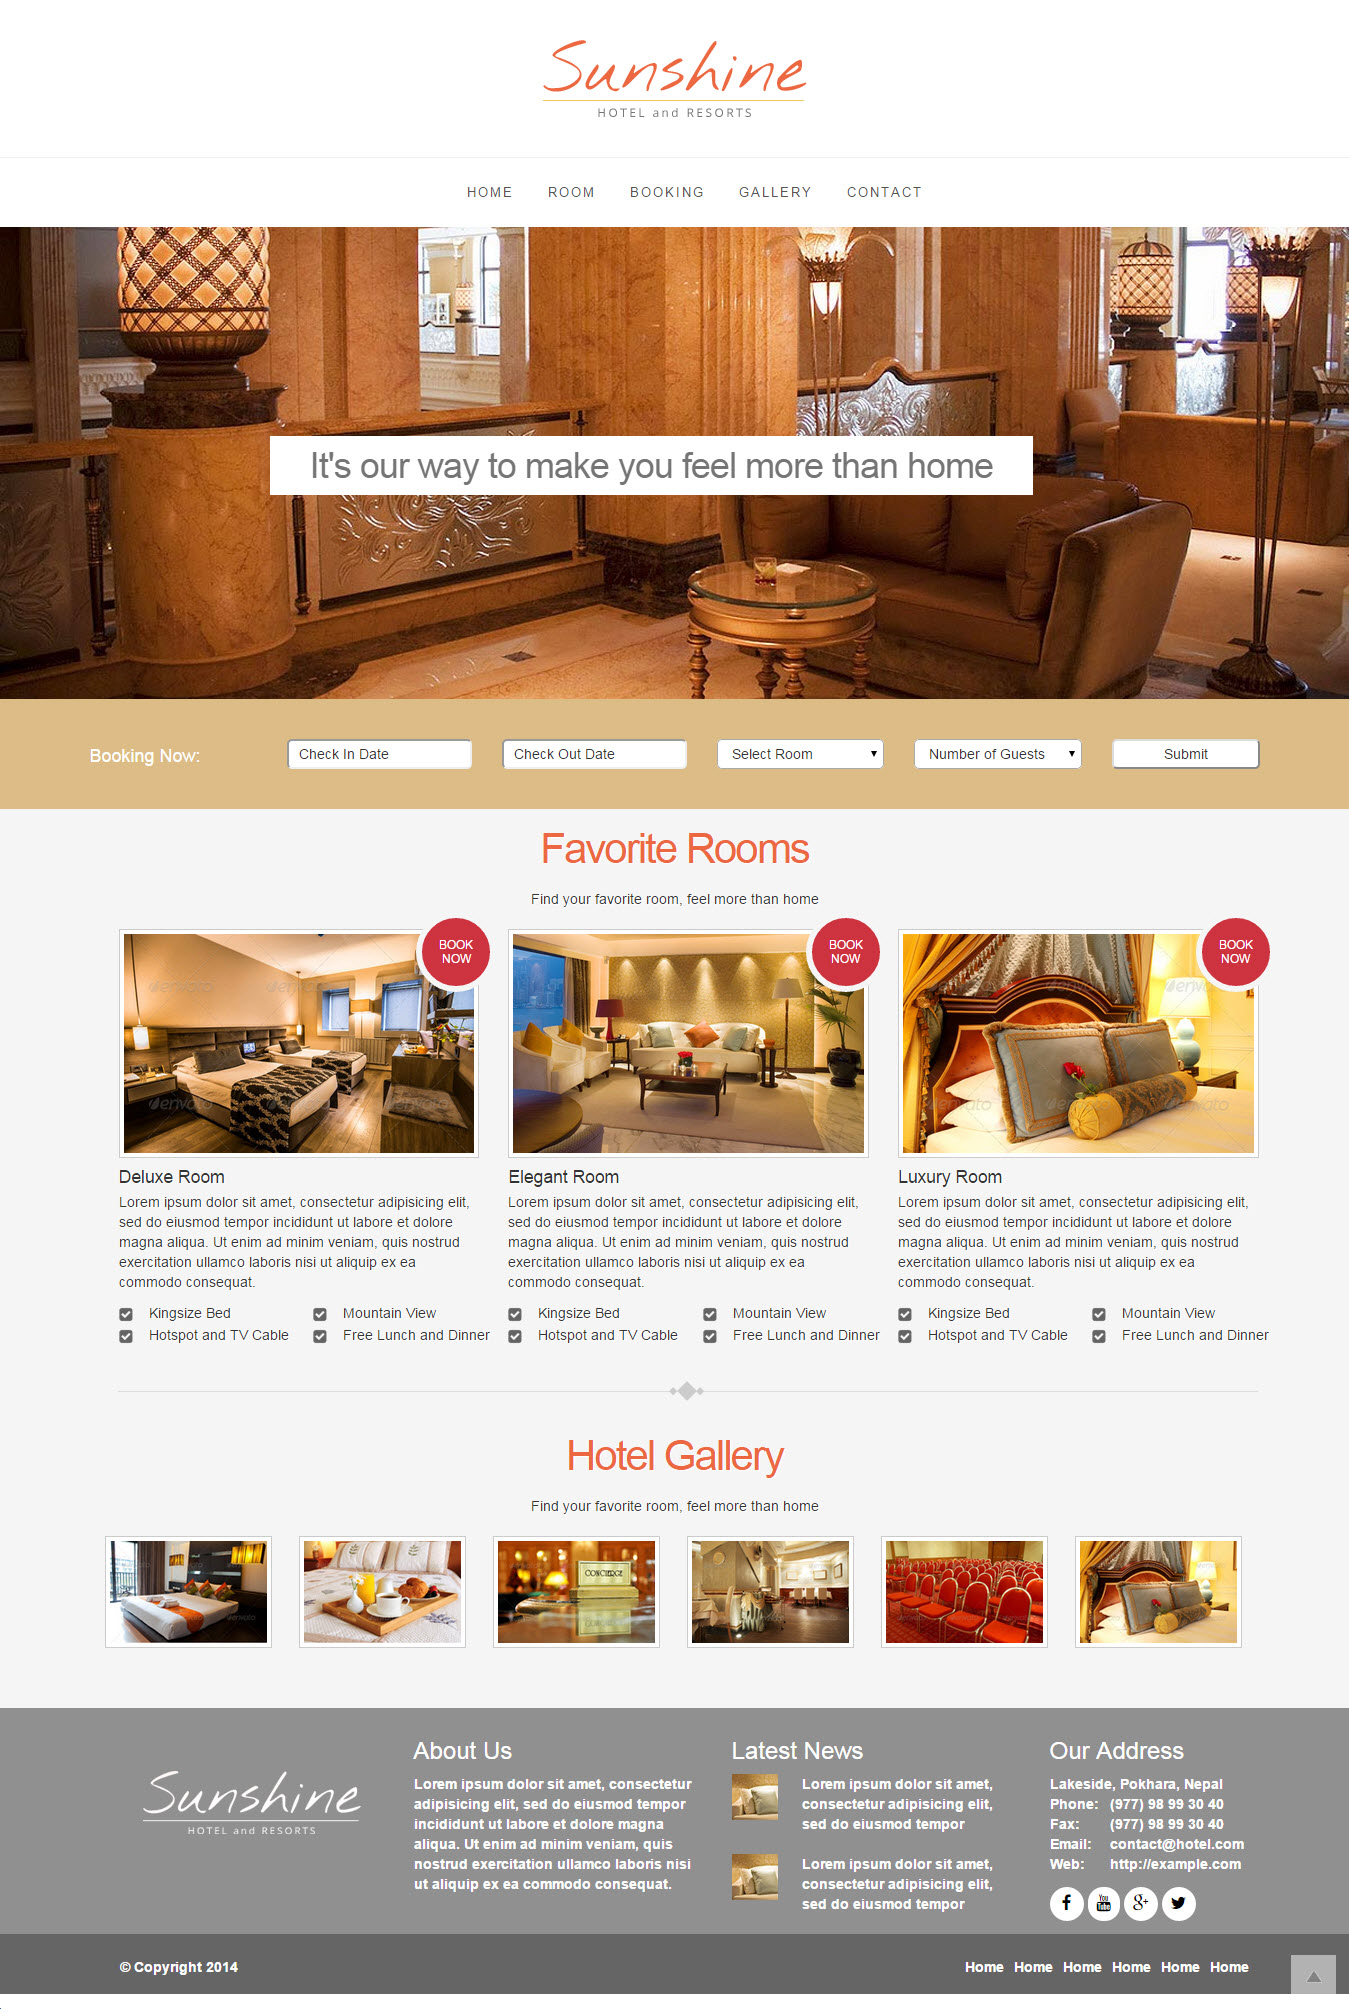 Sunshine
HOTEL and RESORTS
HOME ROOM BOOKING GALLERY CONTACT
It's our way to make you feel more than home
Booking Now: Check In Date Check Out Date Select Room Number of Guests Submit
Favorite Rooms
Find your favorite room, feel more than home
BOOK
NOW
envato envato
envato envato envato
Deluxe Room
Lorem ipsum dolor sit amet, consectetur adipisicing elit,
sed do eiusmod tempor incididunt ut labore et dolore
magna aliqua. Ut enim ad minim veniam, quis nostrud
exercitation ullamco laboris nisi ut aliquip ex ea
commodo consequat.
Kingsize Bed Mountain View
Hotspot and TV Cable Free Lunch and Dinner
BOOK
NOW
Elegant Room
Lorem ipsum dolor sit amet, consectetur adipisicing elit,
sed do eiusmod tempor incididunt ut labore et dolore
magna aliqua. Ut enim ad minim veniam, quis nostrud
exercitation ullamco laboris nisi ut aliquip ex ea
commodo consequat.
Kingsize Bed Mountain View
Hotspot and TV Cable Free Lunch and Dinner
BOOK
NOW
Luxury Room
Lorem ipsum dolor sit amet, consectetur adipisicing elit,
sed do eiusmod tempor incididunt ut labore et dolore
magna aliqua. Ut enim ad minim veniam, quis nostrud
exercitation ullamco laboris nisi ut aliquip ex ea
commodo consequat.
Kingsize Bed Mountain View
Hotspot and TV Cable Free Lunch and Dinner
Hotel Gallery
Find your favorite room, feel more than home
CONCIERGE
Sunshine
HOTEL and RESORTS
About Us
Lorem ipsum dolor sit amet, consectetur
adipisicing elit, sed do eiusmod tempor
incididunt ut labore et dolore magna
aliqua. Ut enim ad minim veniam, quis
nostrud exercitation ullamco laboris nisi
ut aliquip ex ea commodo consequat.
Latest News
Lorem ipsum dolor sit amet,
consectetur adipisicing elit,
sed do eiusmod tempor
Lorem ipsum dolor sit amet,
consectetur adipisicing elit,
sed do eiusmod tempor
Our Address
Lakeside, Pokhara, Nepal
Phone: (977) 98 99 30 40
Fax: (977) 98 99 30 40
Email: contact@hotel.com
Web: http://example.com
You Tube
© Copyright 2014
Home Home Home Home Home Home